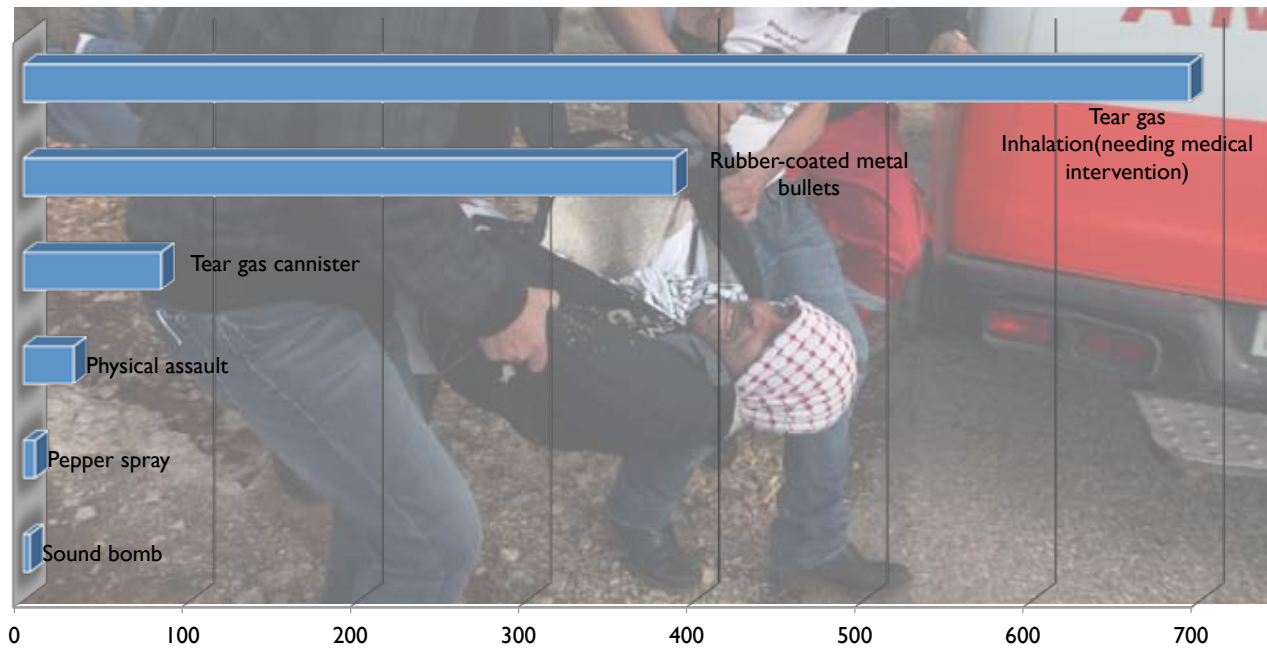 AM
Tear gas
Inhalation(needing medical
intervention)
Rubber-coated metal
bullets
Tear gas cannister
Physical assault
Pepper spray
Sound bomb
0 100 200 300 400 500 600 700